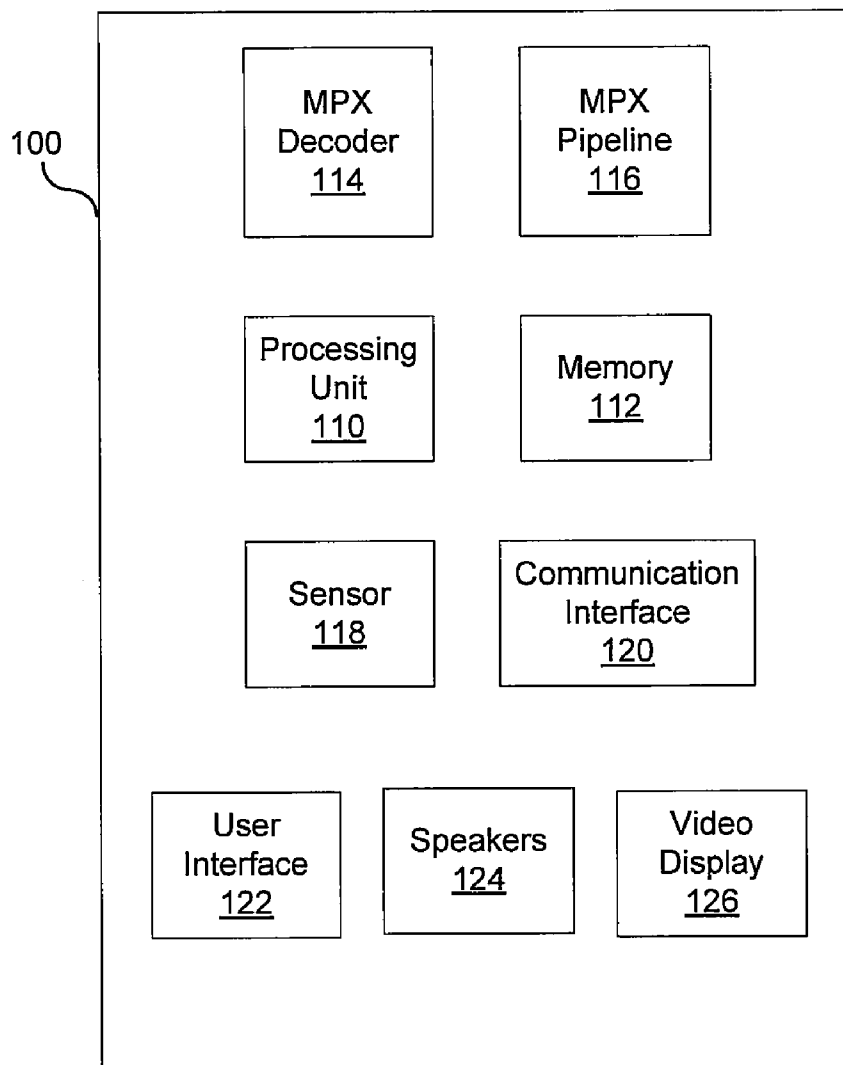 MPX
Decoder
114
MPX
Pipeline
116
100
Processing
Unit
110
Memory
112
Sensor
118
Communication
Interface
120
User
Interface
122
Speakers
124
Video
Display
126